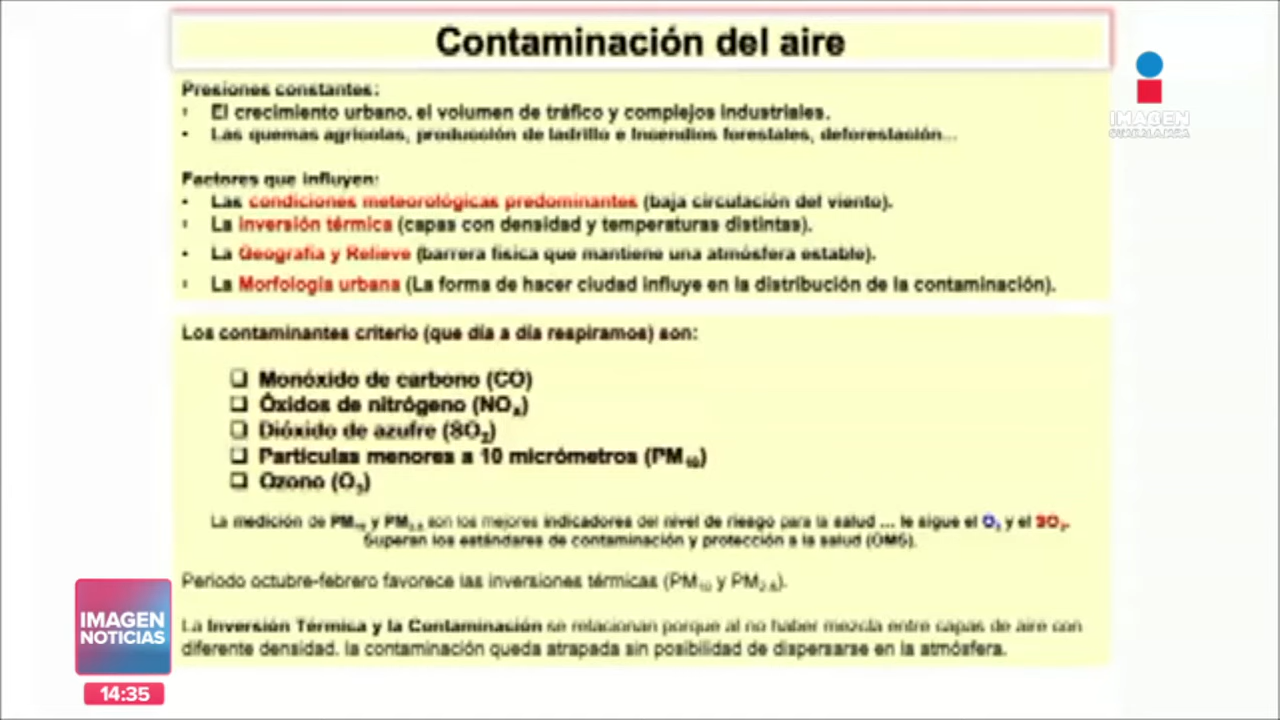 Contaminación del aire
Presiones constantes:
• El crecimiento urbano, el volumen de tráfico y complejos industriales.
• Las quemas agrícolas, producción de ladrillo e incendios forestales, deforestación...
Factores que influyen:
• Las condiciones meteorológicas predominantes (baja circulación del viento).
• La inversión térmica (capas con densidad y temperaturas distintas).
• La Geografía y Relieve (barrera física que mantiene una atmósfera estable).
• La Morfología urbana (La forma de hacer ciudad influye en la distribución de la contaminación).
Los contaminantes criterio (que día a día respiramos) son:
❑ Monóxido de carbono (CO)
❑ Óxidos de nitrógeno (NOₓ)
❑ Dióxido de azufre (SO₂)
❑ Partículas menores a 10 micrómetros (PM₁₀)
❑ Ozono (O₃)
La medición de PM₁₀ y PM₂.₅ son los mejores indicadores del nivel de riesgo para la salud ... le sigue el O₃ y el SO₂.
Superan los estándares de contaminación y protección a la salud (OMS).
Periodo octubre-febrero favorece las inversiones térmicas (PM₁₀ y PM₂.₅).
La Inversión Térmica y la Contaminación se relacionan porque al no haber mezcla entre capas de aire con
diferente densidad, la contaminación queda atrapada sin posibilidad de dispersarse en la atmósfera.
IMAGEN
IMAGEN
NOTICIAS
14:35